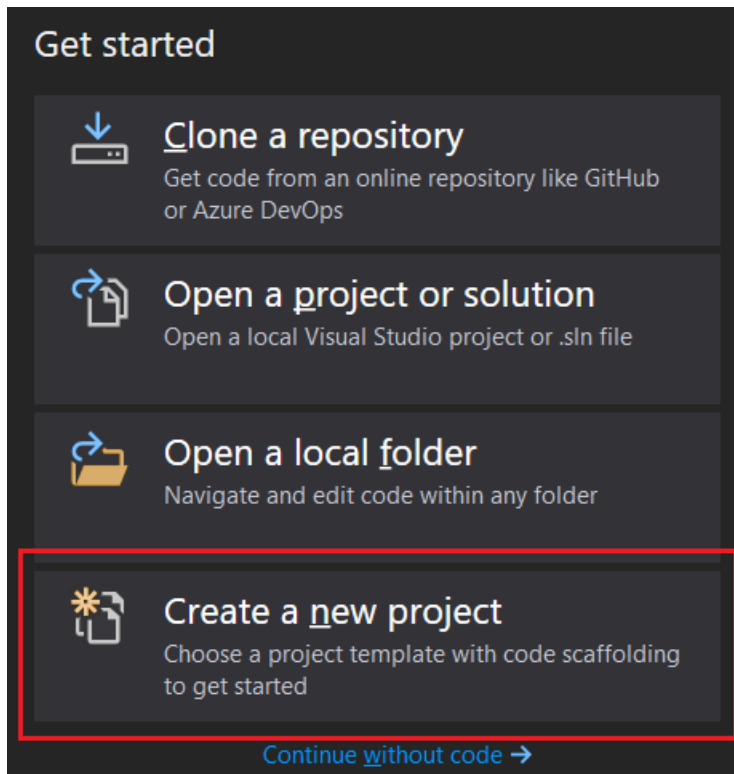 Get started
Clone a repository
Get code from an online repository like GitHub
or Azure DevOps
Open a project or solution
Open a local Visual Studio project or .sln file
Open a local folder
Navigate and edit code within any folder
Create a new project
Choose a project template with code scaffolding
to get started
Continue without code →